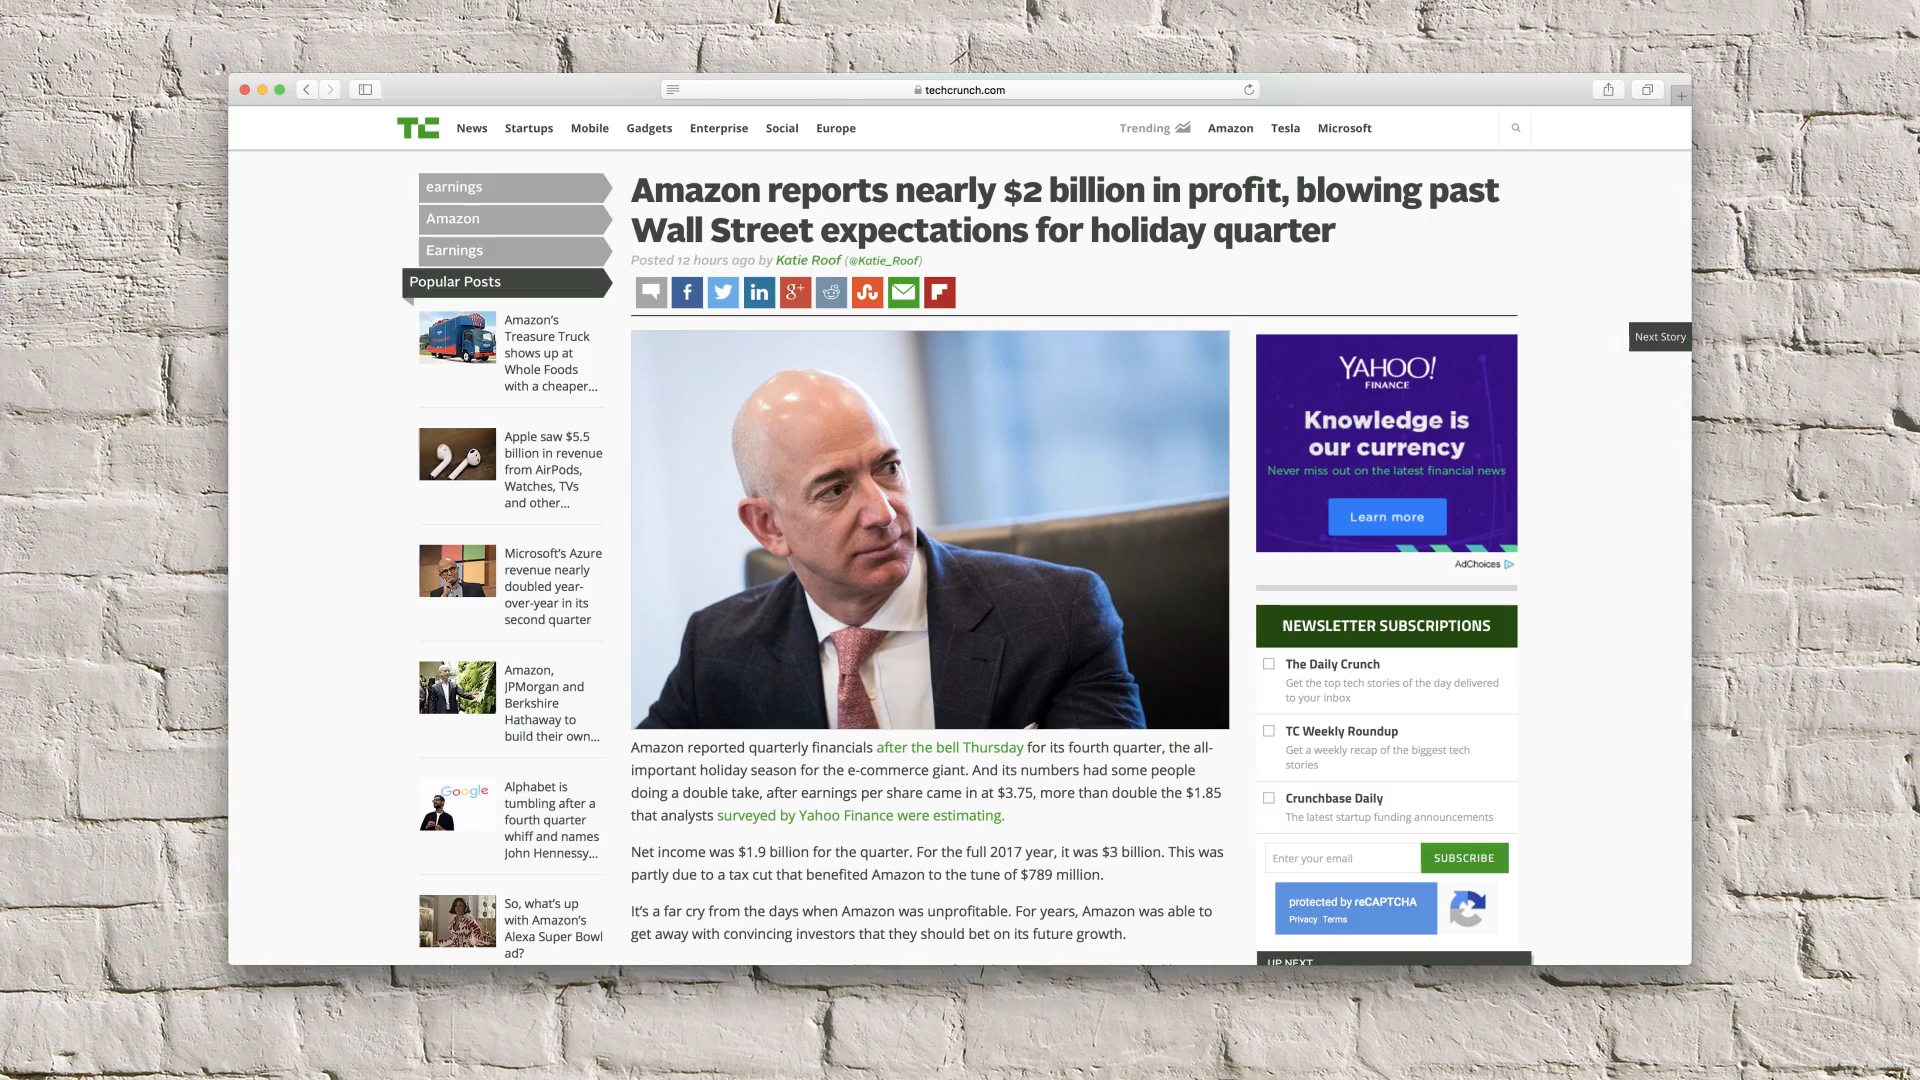 techcrunch.com
TC News Startups Mobile Gadgets Enterprise Social Europe Trending Amazon Tesla Microsoft
earnings
Amazon
Earnings
Popular Posts
Amazon’s
Treasure Truck
shows up at
Whole Foods
with a cheaper...
Apple saw $5.5
billion in revenue
from AirPods,
Watches, TVs
and other...
Microsoft’s Azure
revenue nearly
doubled year-
over-year in its
second quarter
Amazon,
JPMorgan and
Berkshire
Hathaway to
build their own...
Google
Alphabet is
tumbling after a
fourth quarter
whiff and names
John Hennessy...
So, what’s up
with Amazon’s
Alexa Super Bowl
ad?
Amazon reports nearly $2 billion in profit, blowing past
Wall Street expectations for holiday quarter
Posted 12 hours ago by Katie Roof (@Katie_Roof)
f in g+
Amazon reported quarterly financials after the bell Thursday for its fourth quarter, the all-
important holiday season for the e-commerce giant. And its numbers had some people
doing a double take, after earnings per share came in at $3.75, more than double the $1.85
that analysts surveyed by Yahoo Finance were estimating.
Net income was $1.9 billion for the quarter. For the full 2017 year, it was $3 billion. This was
partly due to a tax cut that benefited Amazon to the tune of $789 million.
It’s a far cry from the days when Amazon was unprofitable. For years, Amazon was able to
get away with convincing investors that they should bet on its future growth.
Next Story
YAHOO!
FINANCE
Knowledge is
our currency
Never miss out on the latest financial news
Learn more
AdChoices
NEWSLETTER SUBSCRIPTIONS
The Daily Crunch
Get the top tech stories of the day delivered
to your inbox
TC Weekly Roundup
Get a weekly recap of the biggest tech
stories
Crunchbase Daily
The latest startup funding announcements
Enter your email SUBSCRIBE
protected by reCAPTCHA
Privacy Terms
UP NEXT